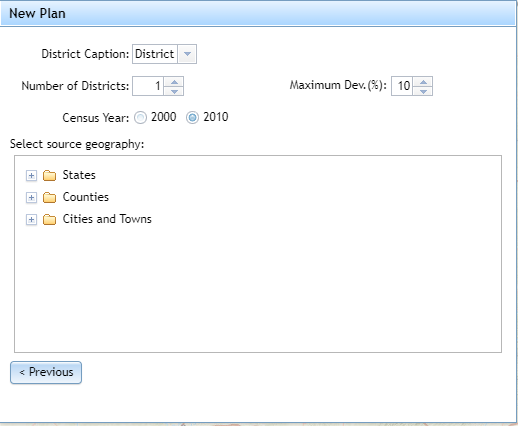 New Plan
District Caption: District
Number of Districts: 1 Maximum Dev.(%): 10
Census Year: 2000 2010
Select source geography:
States
Counties
Cities and Towns
< Previous